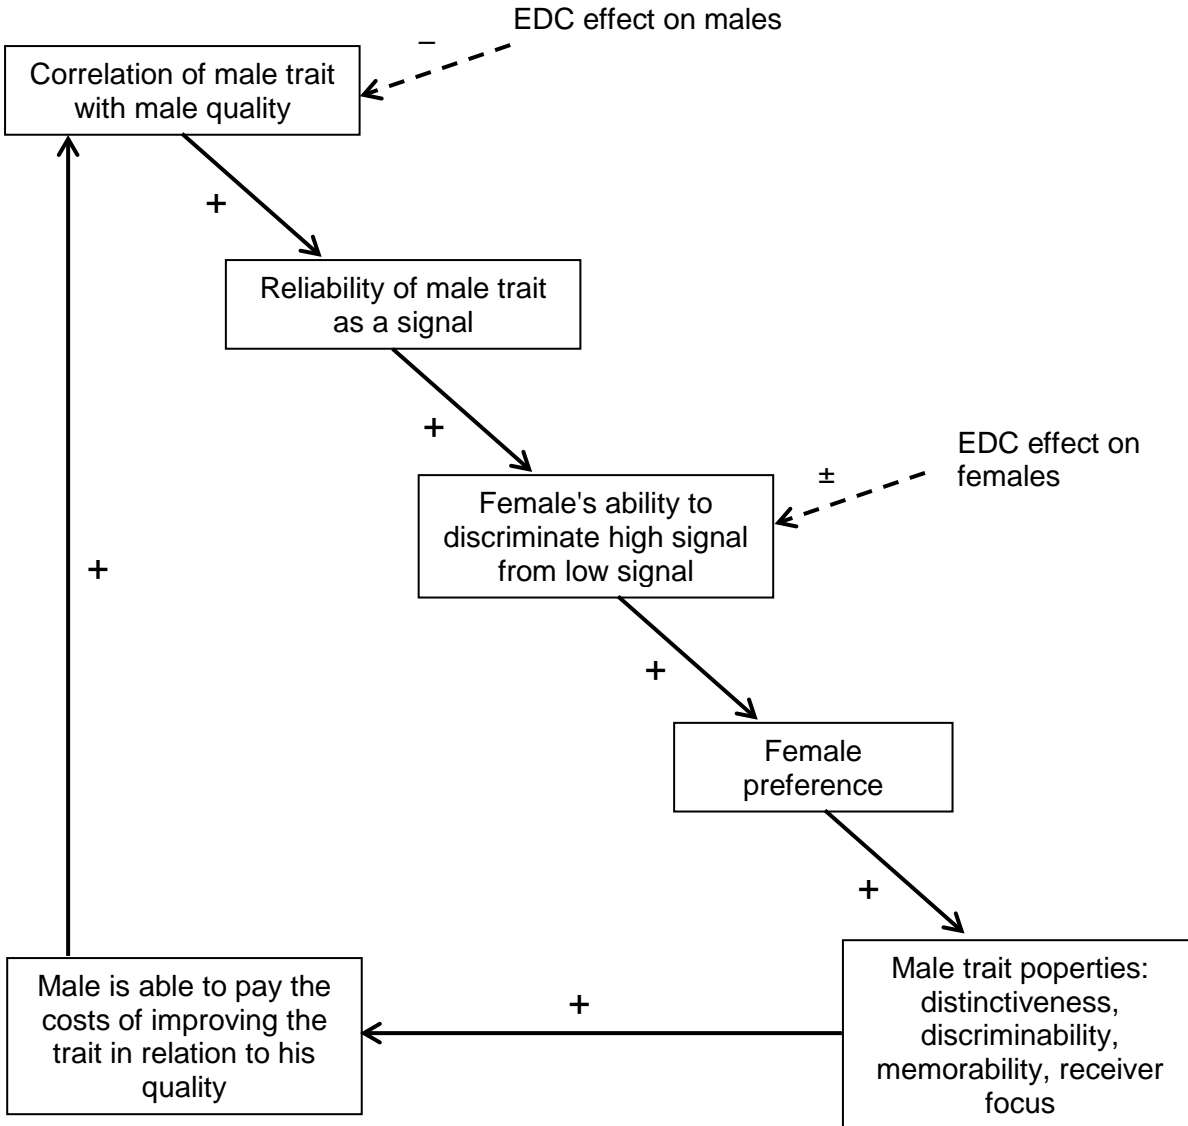 EDC effect on males
–
Correlation of male trait
with male quality
+
Reliability of male trait
as a signal
+
EDC effect on
females
±
Female's ability to
discriminate high signal
from low signal
+
+
Female
preference
+
Male trait poperties:
distinctiveness,
discriminability,
memorability, receiver
focus
+
Male is able to pay the
costs of improving the
trait in relation to his
quality